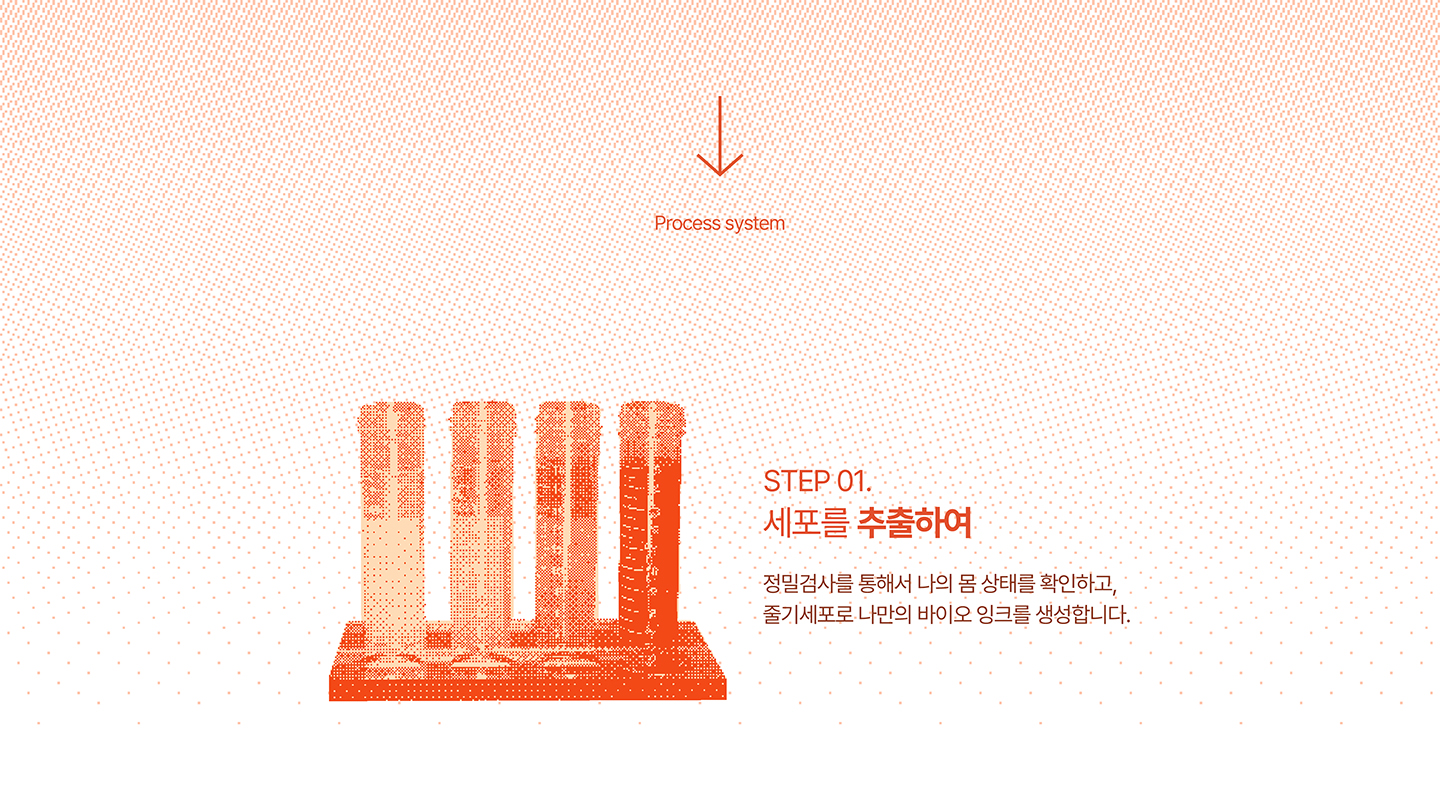 Process system
STEP 01.
세포를 추출하여
정밀검사를 통해서 나의 몸 상태를 확인하고,
줄기세포로 나만의 바이오 잉크를 생성합니다.